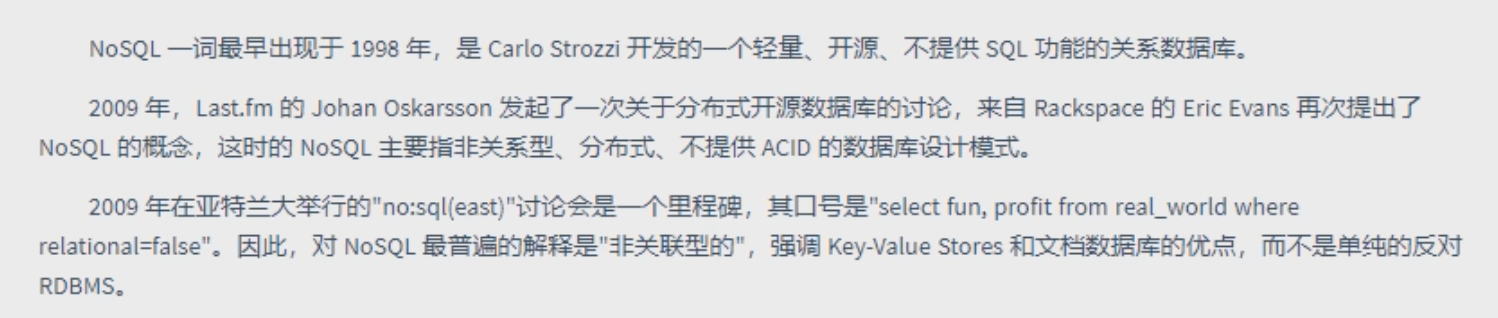 NoSQL 一词最早出现于 1998 年，是 Carlo Strozzi 开发的一个轻量、开源、不提供 SQL 功能的关系数据库。
2009 年，Last.fm 的 Johan Oskarsson 发起了一次关于分布式开源数据库的讨论，来自 Rackspace 的 Eric Evans 再次提出了
NoSQL 的概念，这时的 NoSQL 主要指非关系型、分布式、不提供 ACID 的数据库设计模式。
2009 年在亚特兰大举行的"no:sql(east)"讨论会是一个里程碑，其口号是"select fun, profit from real_world where
relational=false"。因此，对 NoSQL 最普遍的解释是"非关联型的"，强调 Key-Value Stores 和文档数据库的优点，而不是单纯的反对
RDBMS。